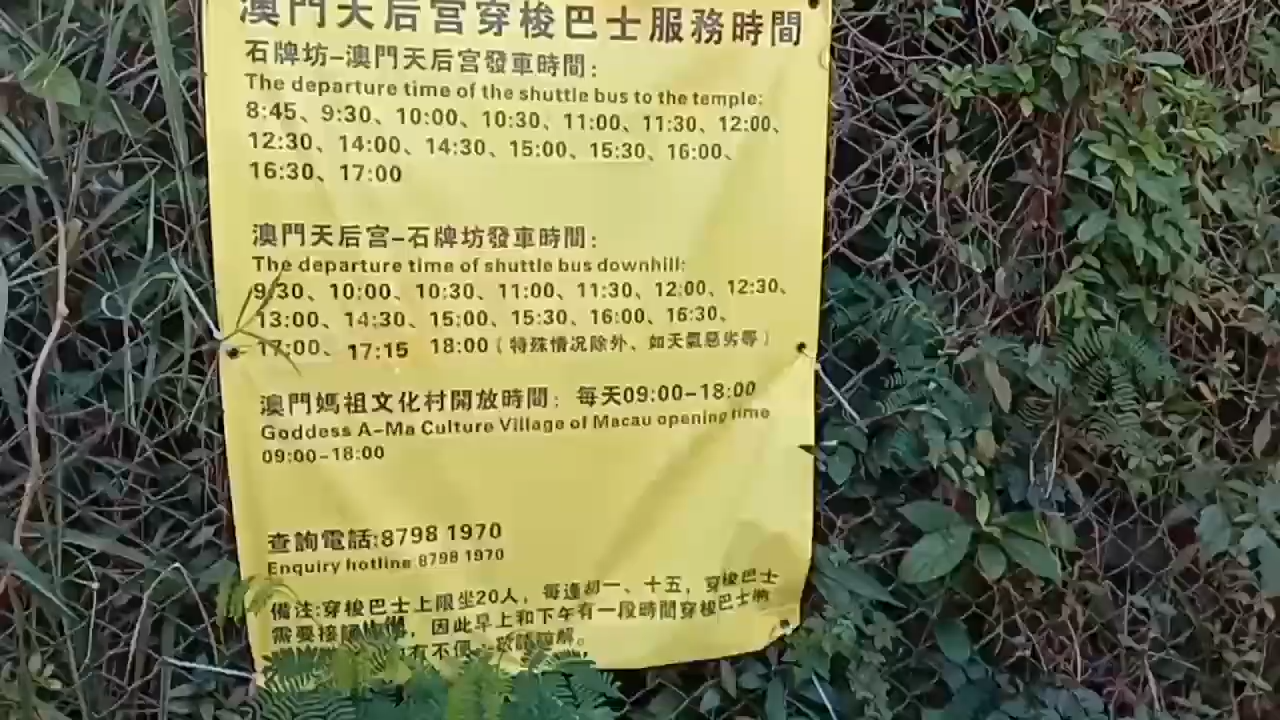 澳門天后宮穿梭巴士服務時間
石牌坊–澳門天后宮發車時間：
The departure time of the shuttle bus to the temple:
8:45、9:30、10:00、10:30、11:00、11:30、12:00、
12:30、14:00、14:30、15:00、15:30、16:00、
16:30、17:00
澳門天后宮–石牌坊發車時間：
The departure time of shuttle bus downhill:
9:30、10:00、10:30、11:00、11:30、12:00、12:30、
13:00、14:30、15:00、15:30、16:00、16:30、
17:00、17:15 18:00（特殊情況除外、如天氣惡劣等）
澳門媽祖文化村開放時間：每天09:00–18:00
Goddess A–Ma Culture Village of Macau opening time
09:00–18:00
查詢電話:8798 1970
Enquiry hotline 8798 1970
備注:穿梭巴士上限坐20人，每逢初一、十五，穿梭巴士
需要接，因此早上和下午有一段時間穿梭巴士
有不便，敬請諒解。